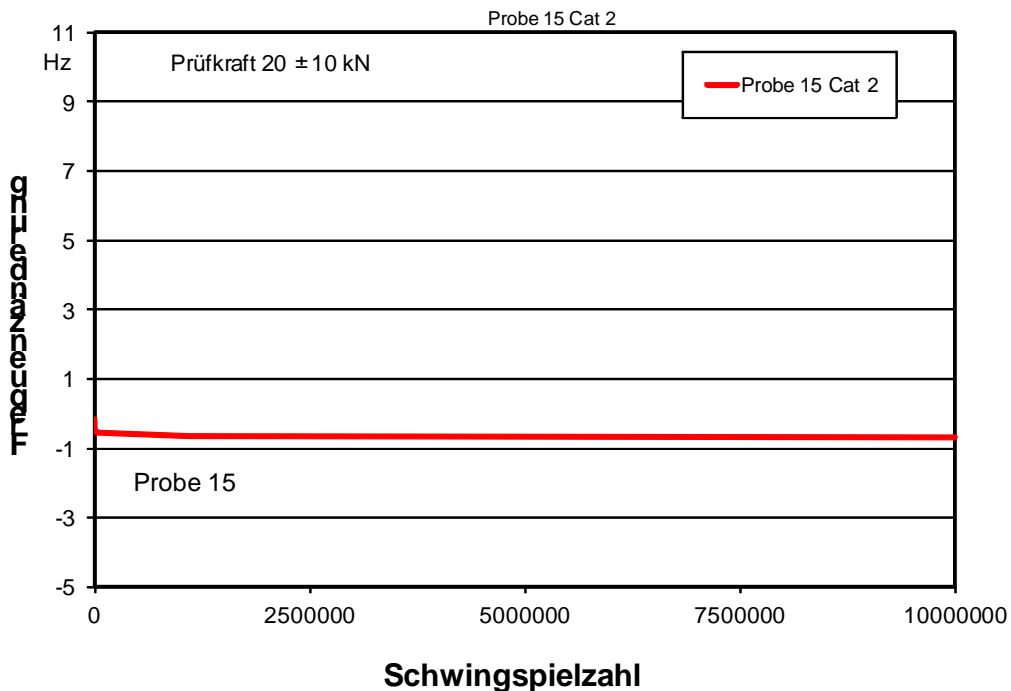 Probe 15 Cat 2
11
Hz
Prüfkraft 20 ±10 kN
Probe 15 Cat 2
9
7
5
3
1
-1
-3
-5
Frequenzänderung
Probe 15
0 2500000 5000000 7500000 10000000
Schwingspielzahl